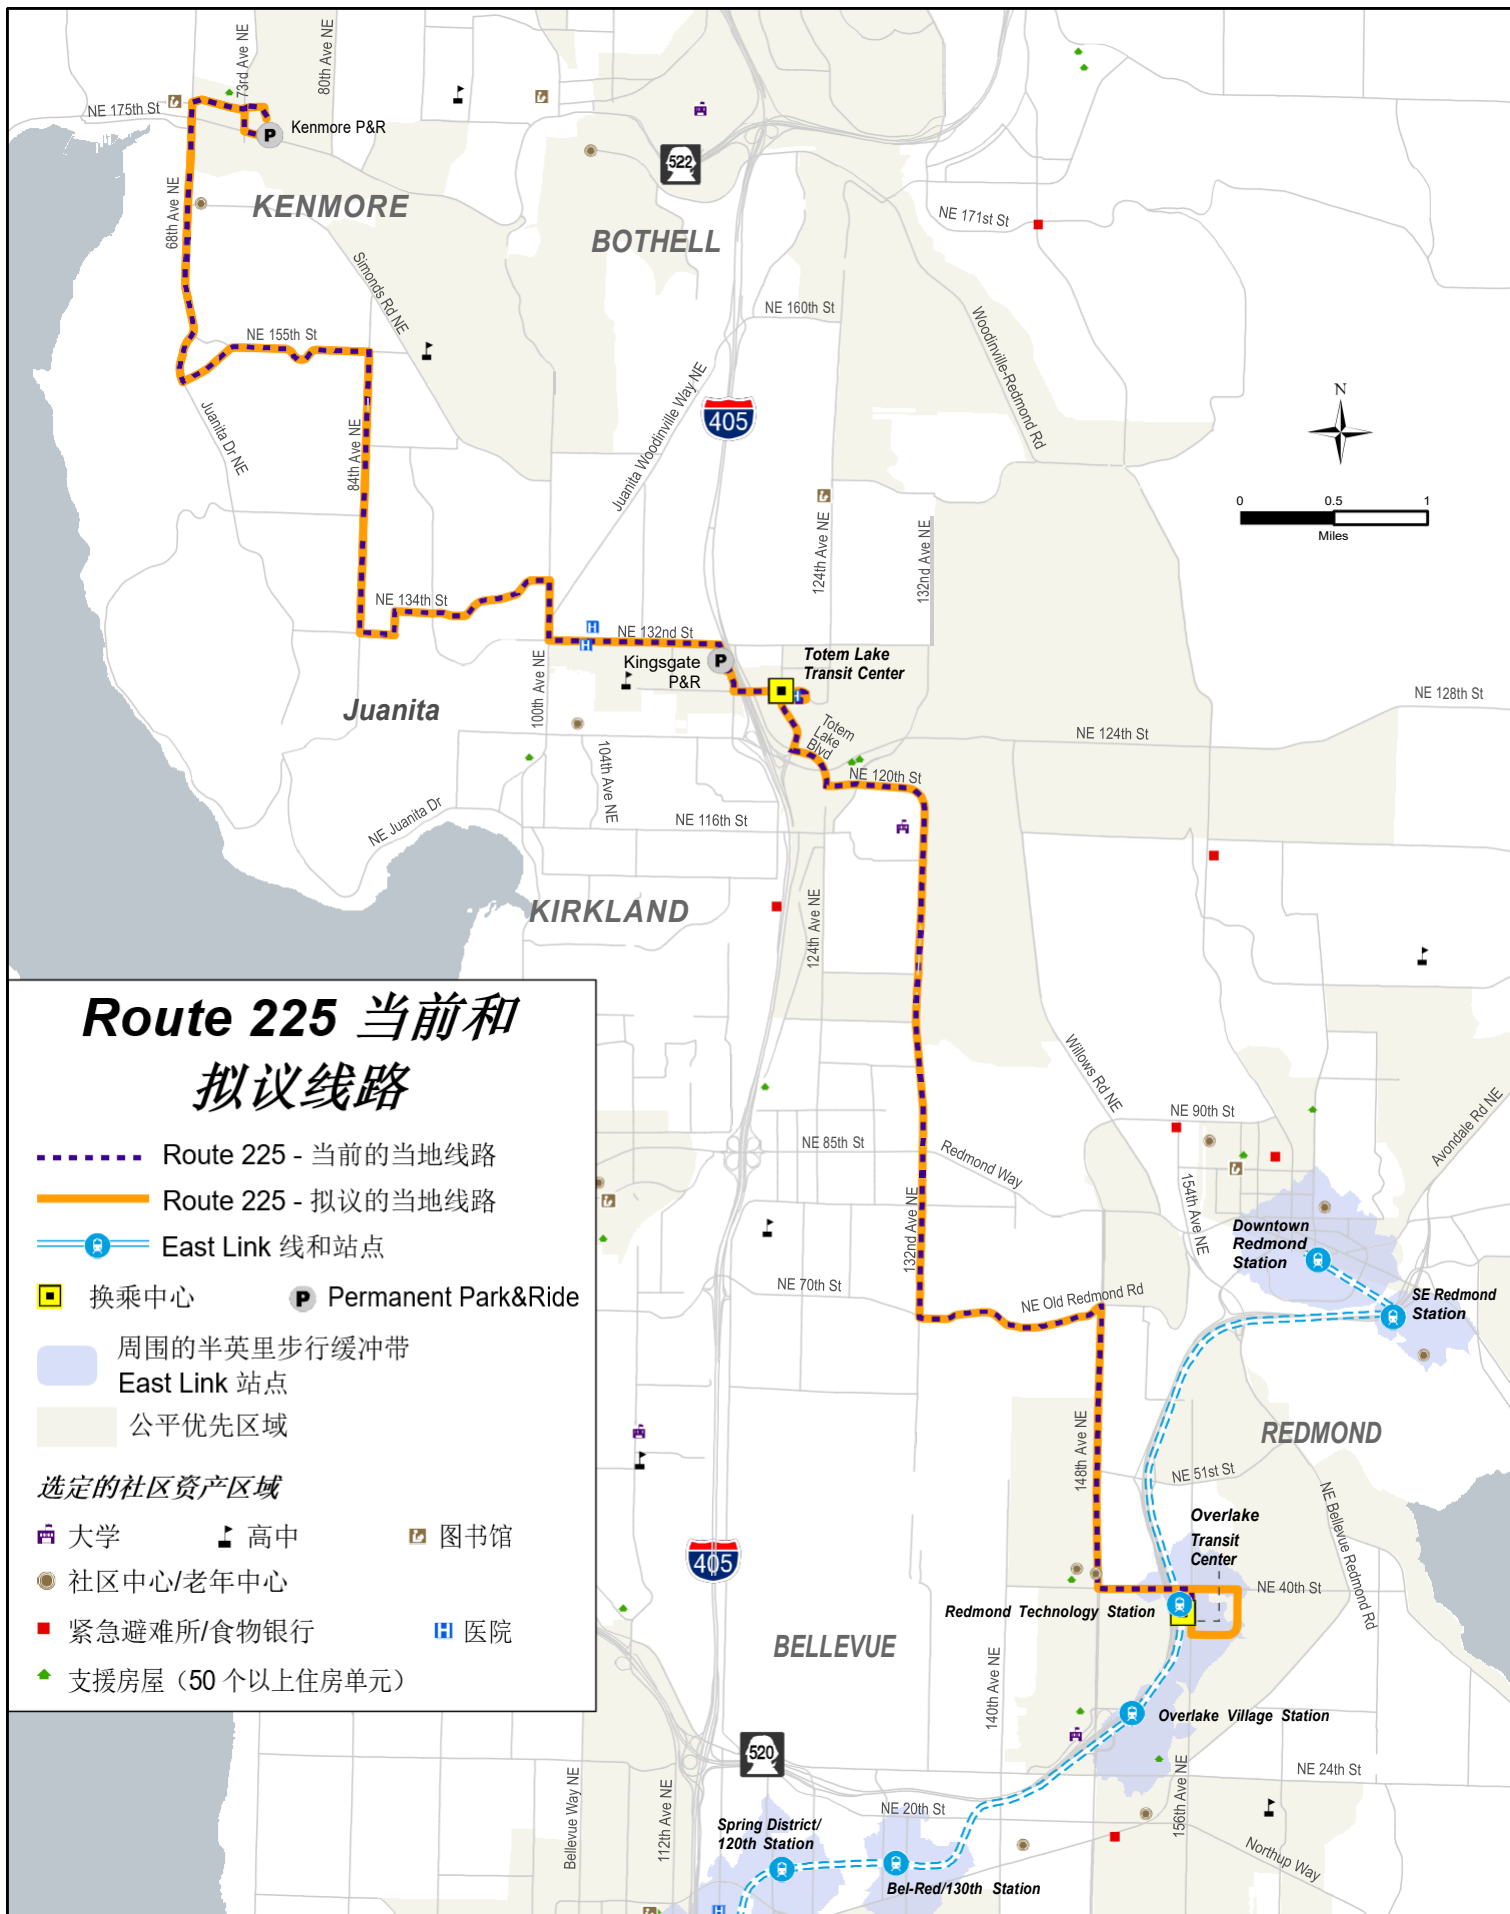 73rd Ave NE
80th Ave NE
NE 175th St
Kenmore P&R
522
68th Ave NE
KENMORE
BOTHELL
NE 171st St
Simonds Rd NE
NE 160th St
Woodinville-Redmond Rd
NE 155th St
Juanita Woodinville Way NE
405
N
Juanita Dr NE
84th Ave NE
0 0.5 1
Miles
124th Ave NE
132nd Ave NE
NE 134th St
NE 132nd St
Totem Lake
Transit Center
Kingsgate
P&R
100th Ave NE
Juanita
NE 128th St
Totem
Lake
Blvd
NE 124th St
104th Ave NE
NE 120th St
NE Juanita Dr
NE 116th St
KIRKLAND
124th Ave NE
Route 225 当前和
拟议线路
Route 225 - 当前的当地线路
Route 225 - 拟议的当地线路
East Link 线和站点
换乘中心
P Permanent Park&Ride
周围的半英里步行缓冲带
East Link 站点
公平优先区域
选定的社区资产区域
大学
高中
图书馆
社区中心/老年中心
紧急避难所/食物银行
H 医院
支援房屋（50 个以上住房单元）
Willows Rd NE
NE 90th St
Avondale Rd NE
NE 85th St
Redmond Way
154th Ave NE
132nd Ave NE
Downtown
Redmond
Station
NE 70th St
NE Old Redmond Rd
SE Redmond
Station
148th Ave NE
REDMOND
NE 51st St
NE Bellevue Redmond Rd
Overlake
Transit
Center
405
NE 40th St
Redmond Technology Station
BELLEVUE
140th Ave NE
Overlake Village Station
520
NE 24th St
Bellevue Way NE
112th Ave NE
NE 20th St
156th Ave NE
Spring District/
120th Station
Northup Way
Bel-Red/130th Station